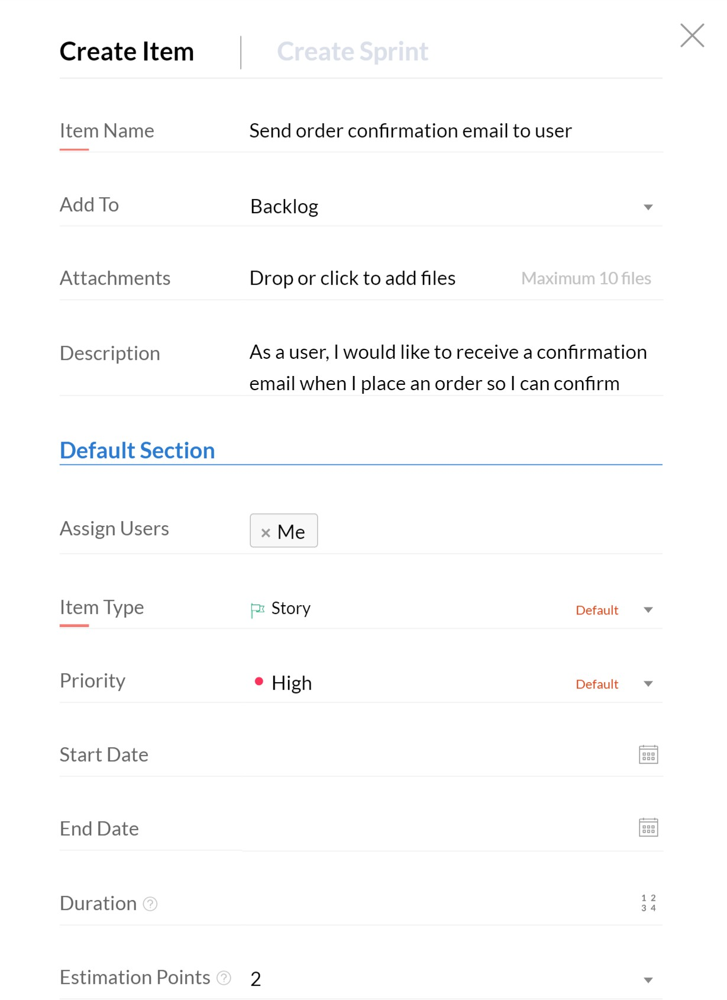 Create Item
Create Sprint
Item Name
Send order confirmation email to user
Add To
Backlog
Attachments
Drop or click to add files
Maximum 10 files
Description
As a user, I would like to receive a confirmation
email when I place an order so I can confirm
Default Section
Assign Users
× Me
Item Type
Story
Default
Priority
High
Default
Start Date
End Date
Duration ?
1 2
3 4
Estimation Points ?
2